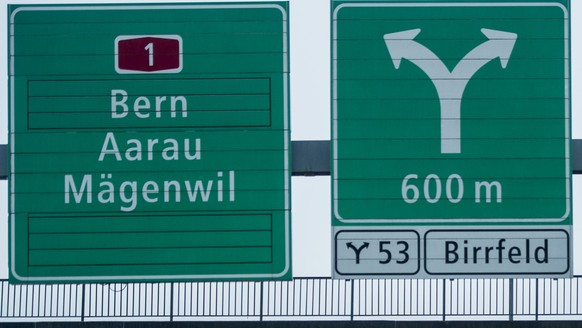 1
Bern
Aarau
Mägenwil
600 m
53 Birrfeld